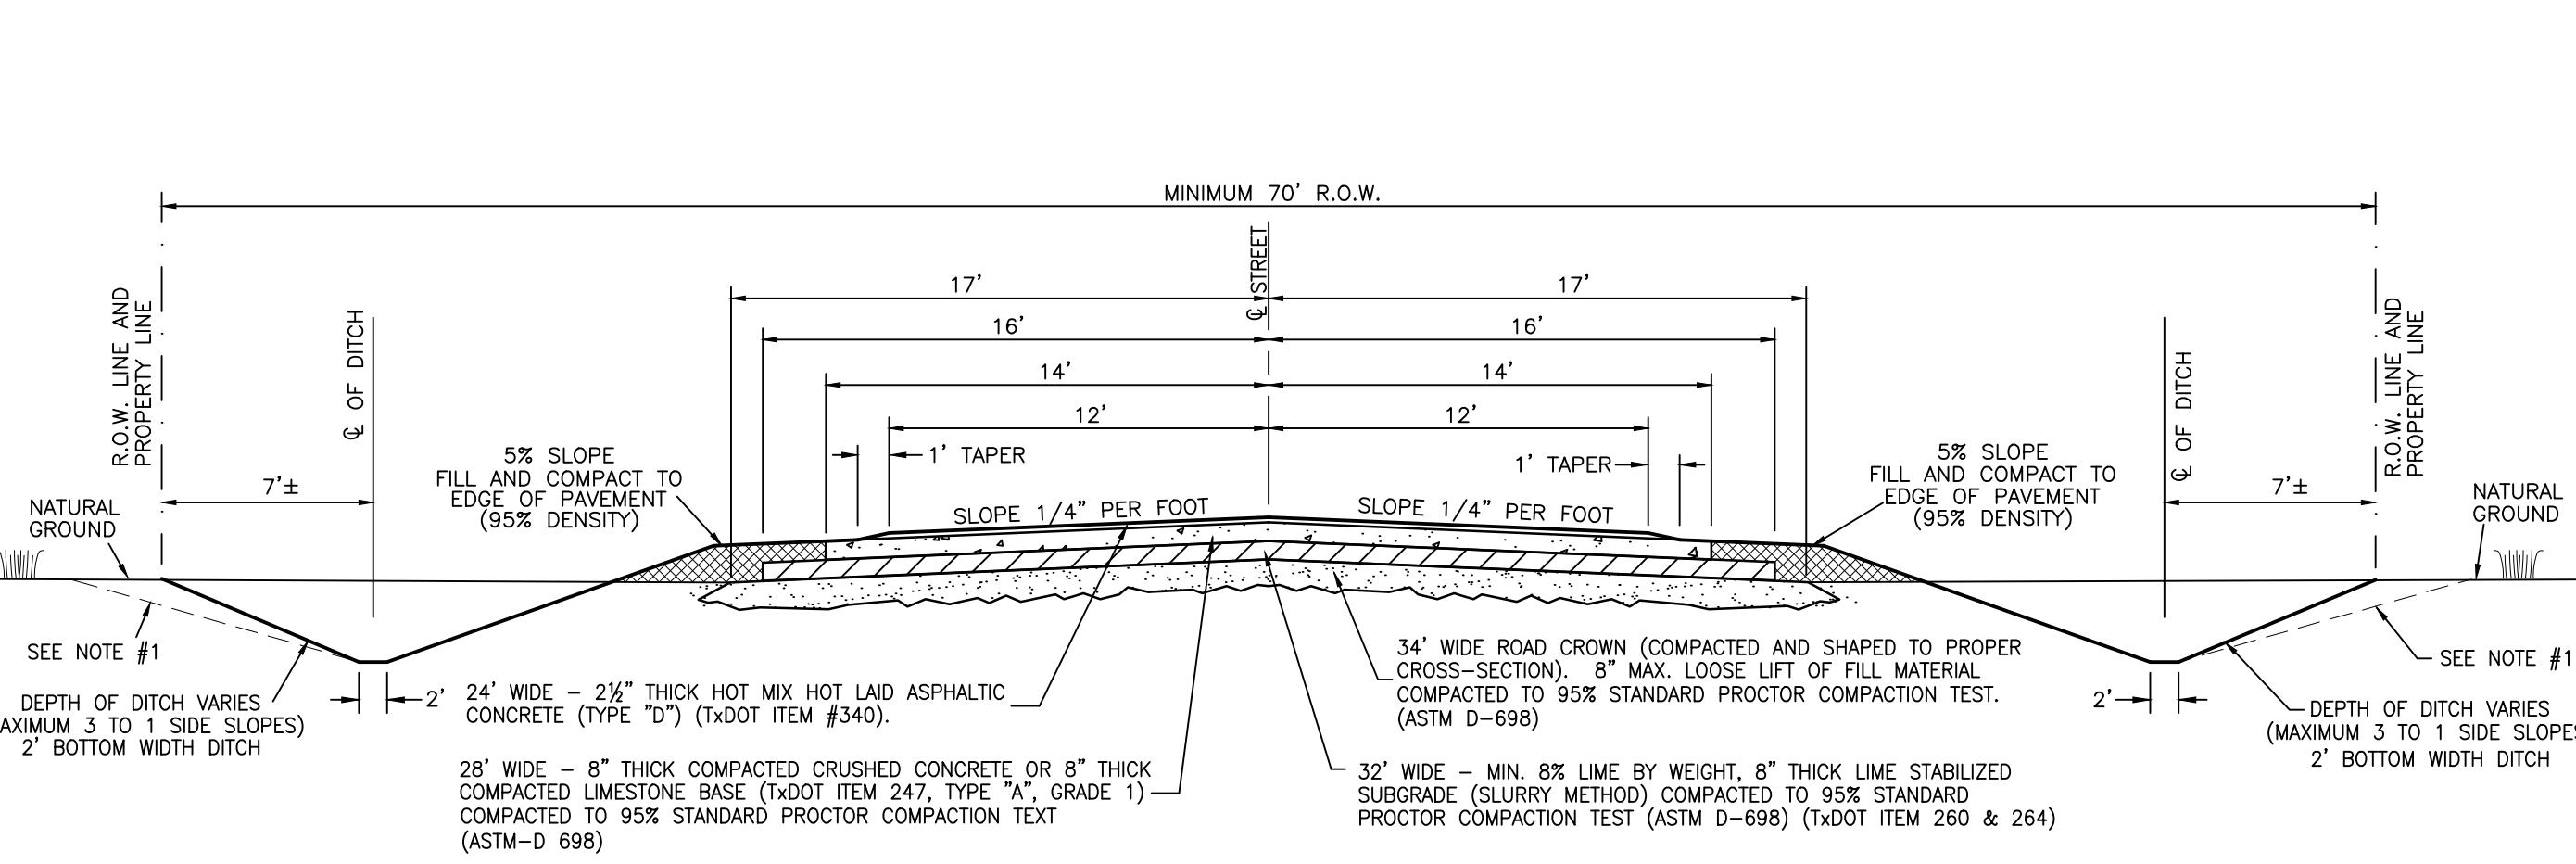 MINIMUM 70' R.O.W.
R.O.W. LINE AND
PROPERTY LINE
℄ OF DITCH
℄ STREET
℄ OF DITCH
R.O.W. LINE AND
PROPERTY LINE
17'
17'
16'
16'
14'
14'
12'
12'
1' TAPER
1' TAPER
7'±
7'±
5% SLOPE
FILL AND COMPACT TO
EDGE OF PAVEMENT
(95% DENSITY)
5% SLOPE
FILL AND COMPACT TO
EDGE OF PAVEMENT
(95% DENSITY)
NATURAL
GROUND
NATURAL
GROUND
SLOPE 1/4" PER FOOT
SLOPE 1/4" PER FOOT
SEE NOTE #1
SEE NOTE #1
DEPTH OF DITCH VARIES
AXIMUM 3 TO 1 SIDE SLOPES)
2' BOTTOM WIDTH DITCH
2'
24' WIDE – 2½" THICK HOT MIX HOT LAID ASPHALTIC
CONCRETE (TYPE "D") (TxDOT ITEM #340).
28' WIDE – 8" THICK COMPACTED CRUSHED CONCRETE OR 8" THICK
COMPACTED LIMESTONE BASE (TxDOT ITEM 247, TYPE "A", GRADE 1)
COMPACTED TO 95% STANDARD PROCTOR COMPACTION TEXT
(ASTM–D 698)
34' WIDE ROAD CROWN (COMPACTED AND SHAPED TO PROPER
CROSS–SECTION). 8" MAX. LOOSE LIFT OF FILL MATERIAL
COMPACTED TO 95% STANDARD PROCTOR COMPACTION TEST.
(ASTM D–698)
32' WIDE – MIN. 8% LIME BY WEIGHT, 8" THICK LIME STABILIZED
SUBGRADE (SLURRY METHOD) COMPACTED TO 95% STANDARD
PROCTOR COMPACTION TEST (ASTM D–698) (TxDOT ITEM 260 & 264)
2'
DEPTH OF DITCH VARIES
(MAXIMUM 3 TO 1 SIDE SLOPES
2' BOTTOM WIDTH DITCH